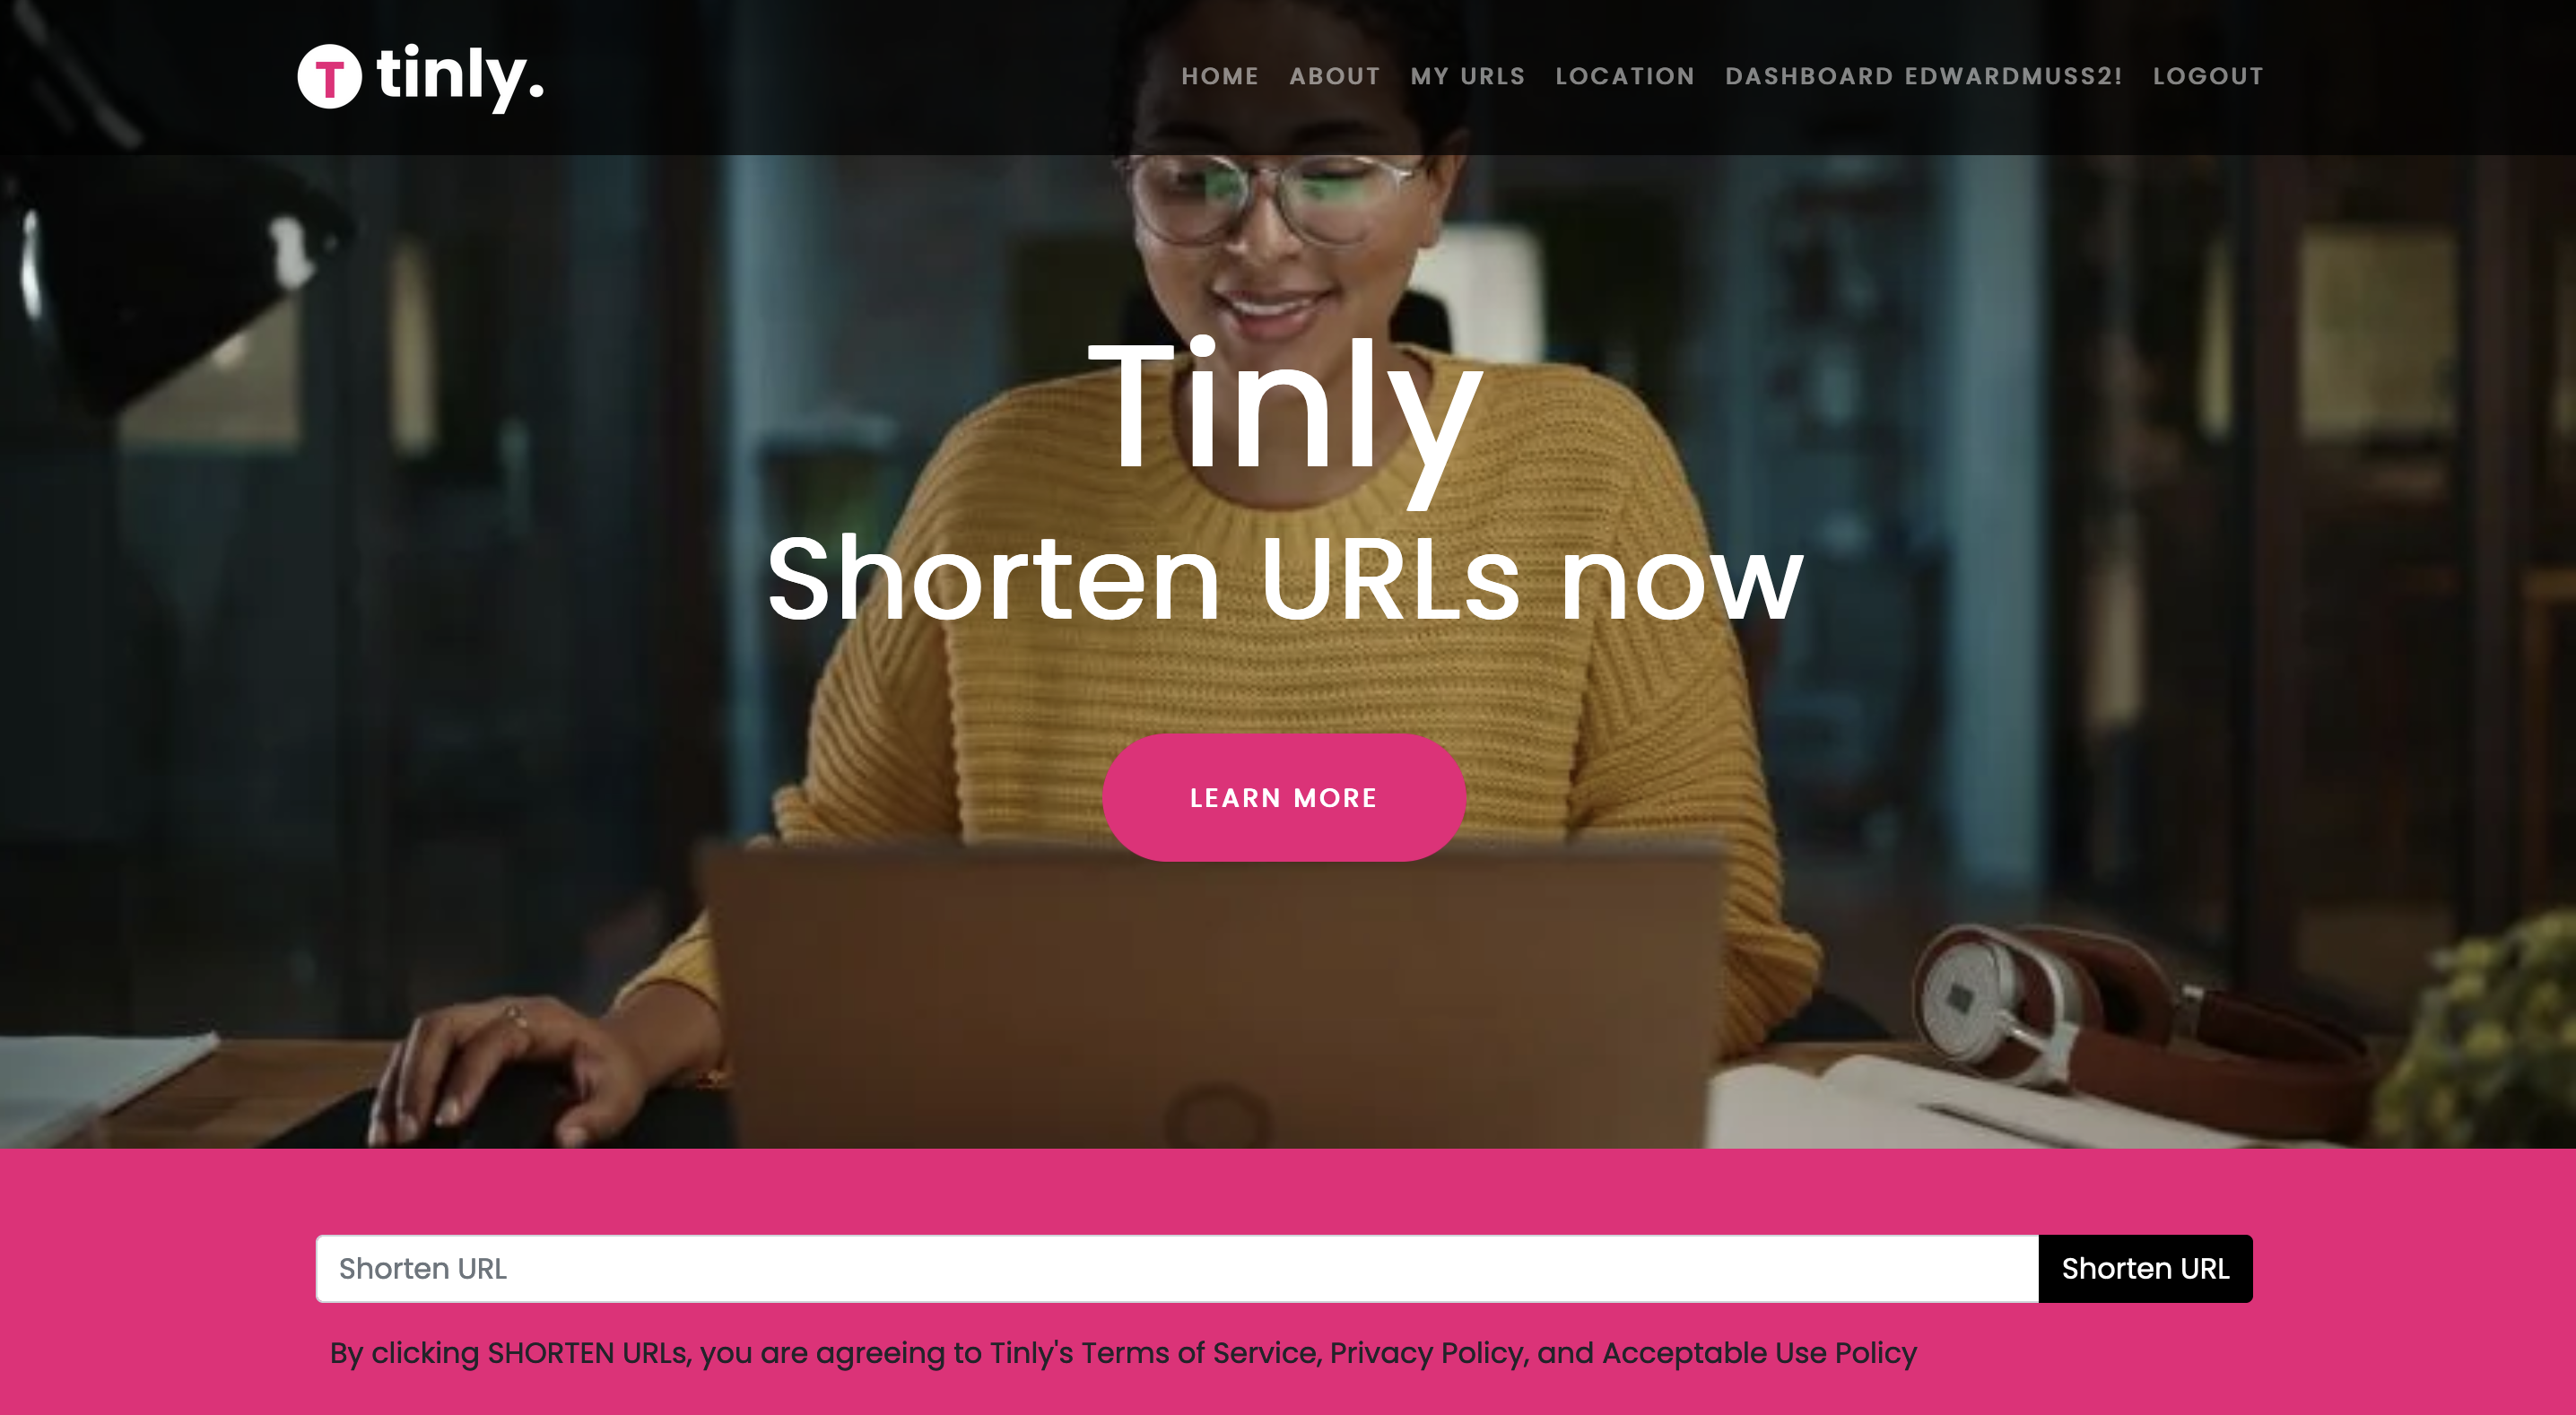 T tinly.
HOME ABOUT MY URLS LOCATION DASHBOARD EDWARDMUSS2! LOGOUT
Tinly
Shorten URLs now
LEARN MORE
Shorten URL Shorten URL
By clicking SHORTEN URLs, you are agreeing to Tinly's Terms of Service, Privacy Policy, and Acceptable Use Policy